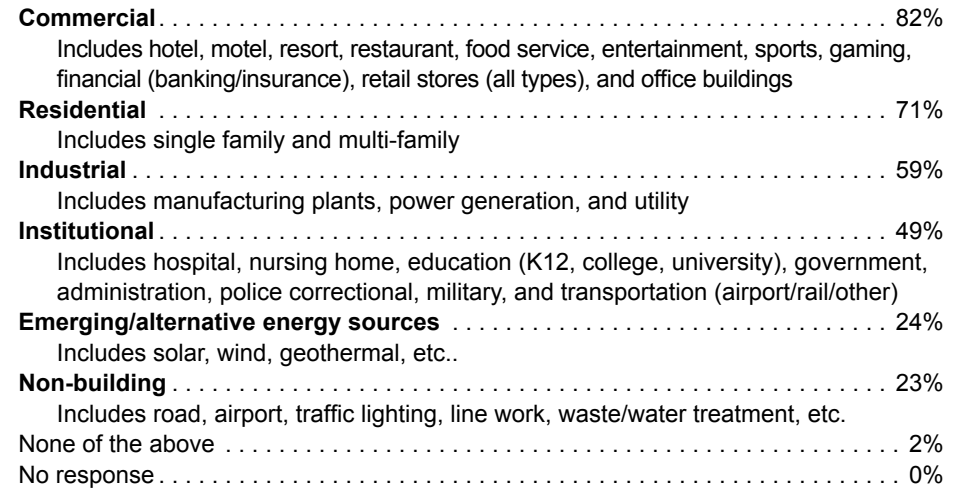 Commercial . . . . . . . . . . . . . . . . . . . . . . . . . . . . . . . . . . . . . . . . . . . . . . . . . . . . . . 82%
Includes hotel, motel, resort, restaurant, food service, entertainment, sports, gaming,
financial (banking/insurance), retail stores (all types), and office buildings
Residential . . . . . . . . . . . . . . . . . . . . . . . . . . . . . . . . . . . . . . . . . . . . . . . . . . . . . . 71%
Includes single family and multi-family
Industrial . . . . . . . . . . . . . . . . . . . . . . . . . . . . . . . . . . . . . . . . . . . . . . . . . . . . . . . . 59%
Includes manufacturing plants, power generation, and utility
Institutional . . . . . . . . . . . . . . . . . . . . . . . . . . . . . . . . . . . . . . . . . . . . . . . . . . . . . . 49%
Includes hospital, nursing home, education (K12, college, university), government,
administration, police correctional, military, and transportation (airport/rail/other)
Emerging/alternative energy sources . . . . . . . . . . . . . . . . . . . . . . . . . . . . . . . . 24%
Includes solar, wind, geothermal, etc..
Non-building . . . . . . . . . . . . . . . . . . . . . . . . . . . . . . . . . . . . . . . . . . . . . . . . . . . . . 23%
Includes road, airport, traffic lighting, line work, waste/water treatment, etc.
None of the above . . . . . . . . . . . . . . . . . . . . . . . . . . . . . . . . . . . . . . . . . . . . . . . . . . 2%
No response . . . . . . . . . . . . . . . . . . . . . . . . . . . . . . . . . . . . . . . . . . . . . . . . . . . . . . . 0%